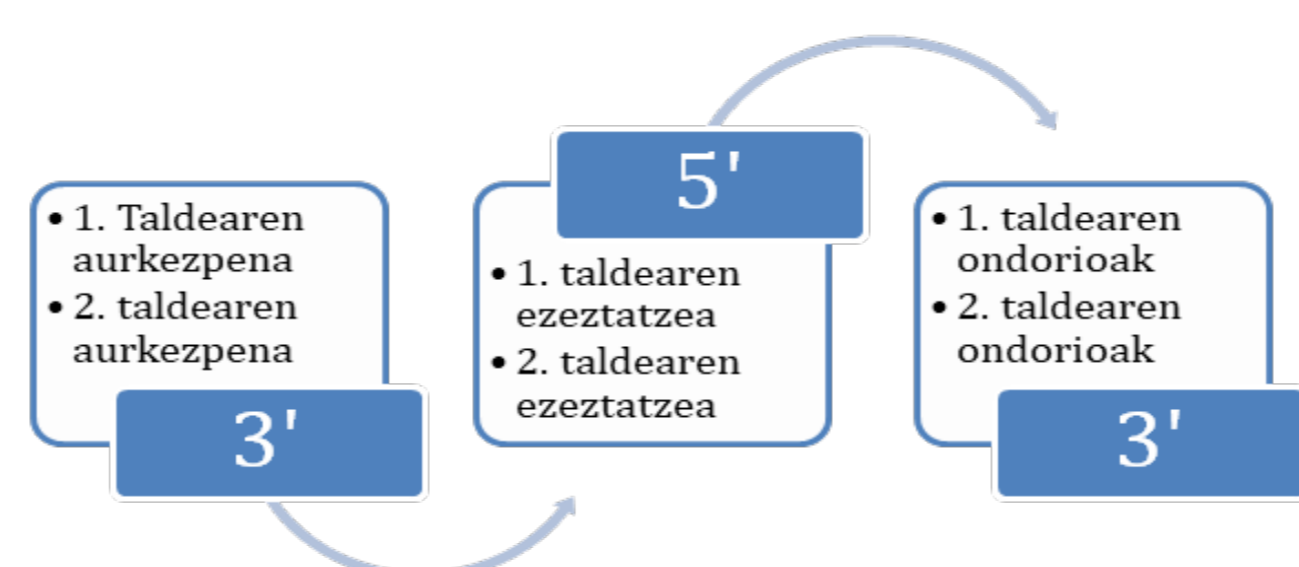 • 1. Taldearen
aurkezpena
• 2. taldearen
aurkezpena
3'
5'
• 1. taldearen
ezeztatzea
• 2. taldearen
ezeztatzea
• 1. taldearen
ondorioak
• 2. taldearen
ondorioak
3'